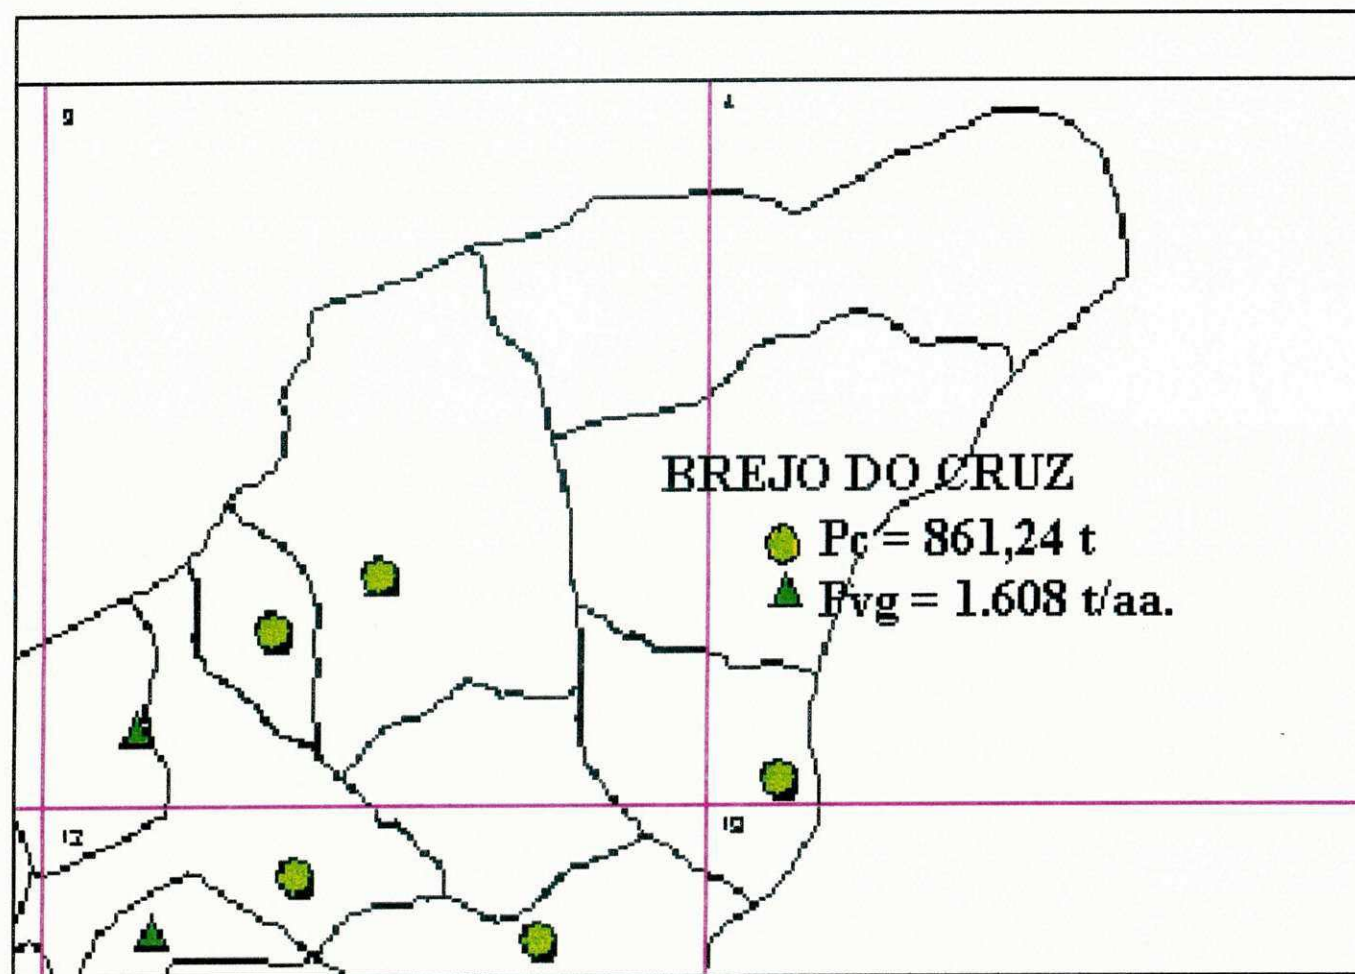 BREJO DO CRUZ
Pc = 861,24 t
Pvg = 1.608 t/aa.